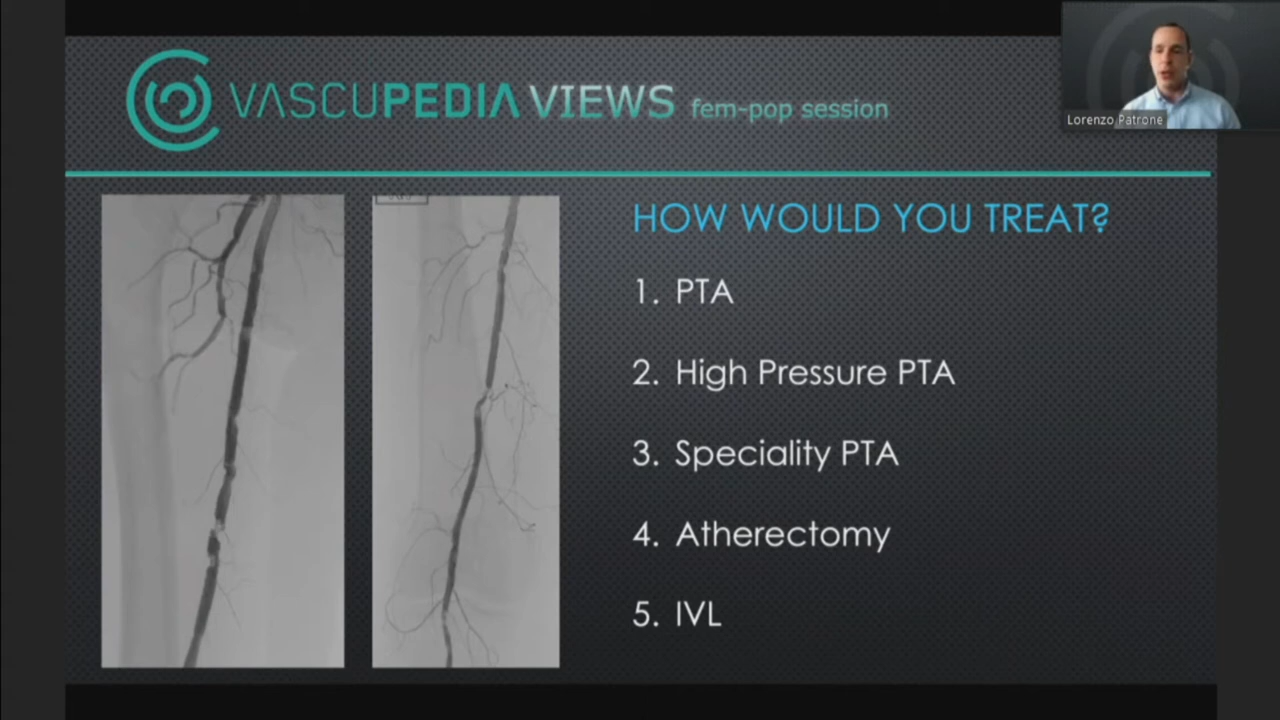 VASCUPEDIA VIEWS fem-pop session
Lorenzo Patrone
HOW WOULD YOU TREAT?
1. PTA
2. High Pressure PTA
3. Speciality PTA
4. Atherectomy
5. IVL